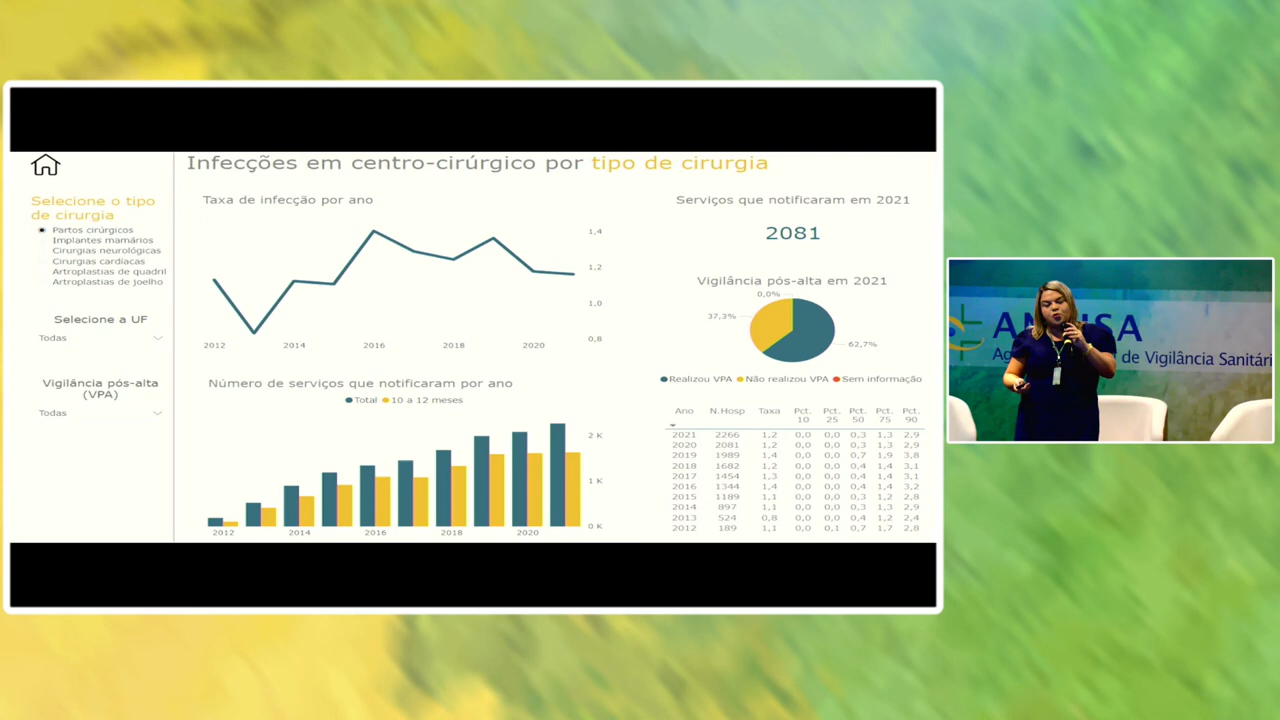 Infecções em centro-cirúrgico por tipo de cirurgia
Selecione o tipo
de cirurgia
Partos cirúrgicos
Implantes mamários
Cirurgias neurológicas
Cirurgias cardíacas
Artroplastias de quadril
Artroplastias de joelho
Selecione a UF
Todas
Vigilância pós-alta
(VPA)
Todas
Taxa de infecção por ano
1,4
1,2
1,0
0,8
2012 2014 2016 2018 2020
Número de serviços que notificaram por ano
Total 10 a 12 meses
2 K
1 K
0 K
2012 2014 2016 2018 2020
Serviços que notificaram em 2021
2081
Vigilância pós-alta em 2021
0,0%
37,3%
62,7%
Realizou VPA Não realizou VPA Sem informação
Ano N.Hosp Taxa Pct. 10 Pct. 25 Pct. 50 Pct. 75 Pct. 90
2021 2266 1,2 0,0 0,0 0,3 1,3 2,9
2020 2081 1,2 0,0 0,0 0,3 1,3 2,9
2019 1989 1,4 0,0 0,0 0,7 1,9 3,8
2018 1682 1,2 0,0 0,0 0,4 1,4 3,1
2017 1454 1,3 0,0 0,0 0,4 1,4 3,1
2016 1344 1,4 0,0 0,0 0,4 1,4 3,2
2015 1189 1,1 0,0 0,0 0,3 1,2 2,8
2014 897 1,1 0,0 0,0 0,3 1,3 2,9
2013 524 0,8 0,0 0,0 0,4 1,2 2,4
2012 189 1,1 0,0 0,1 0,7 1,7 2,8
de Vigilância